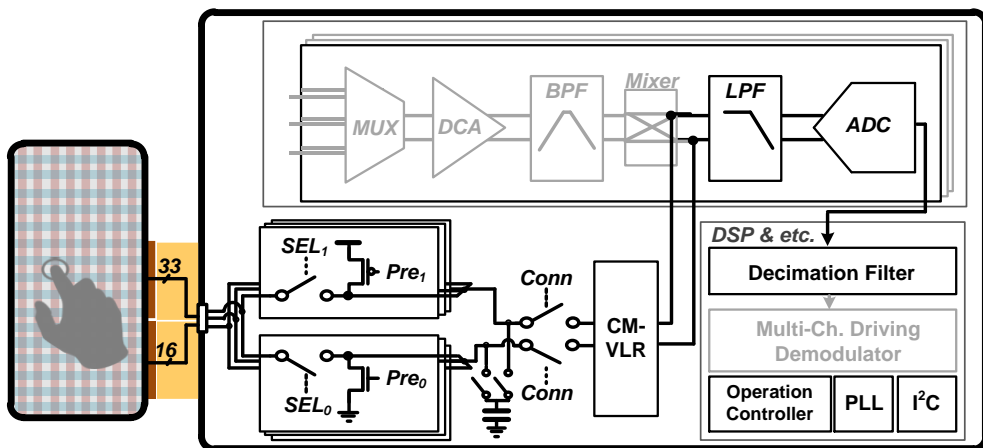 MUX
DCA
BPF
Mixer
LPF
ADC
DSP & etc.
Decimation Filter
Multi-Ch. Driving
Demodulator
Operation
Controller
PLL
I²C
33
16
SEL₁
Pre₁
SEL₀
Pre₀
Conn
Conn
CM-
VLR